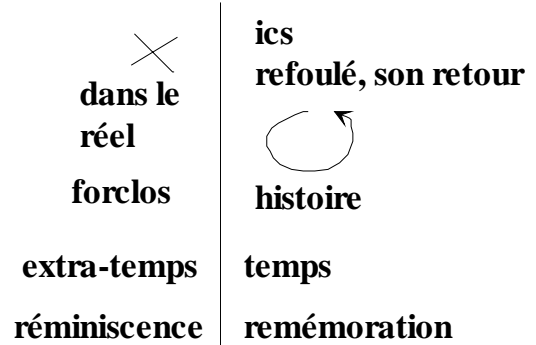 dans le
réel
forclos
extra-temps
réminiscence
ics
refoulé, son retour
histoire
temps
remémoration